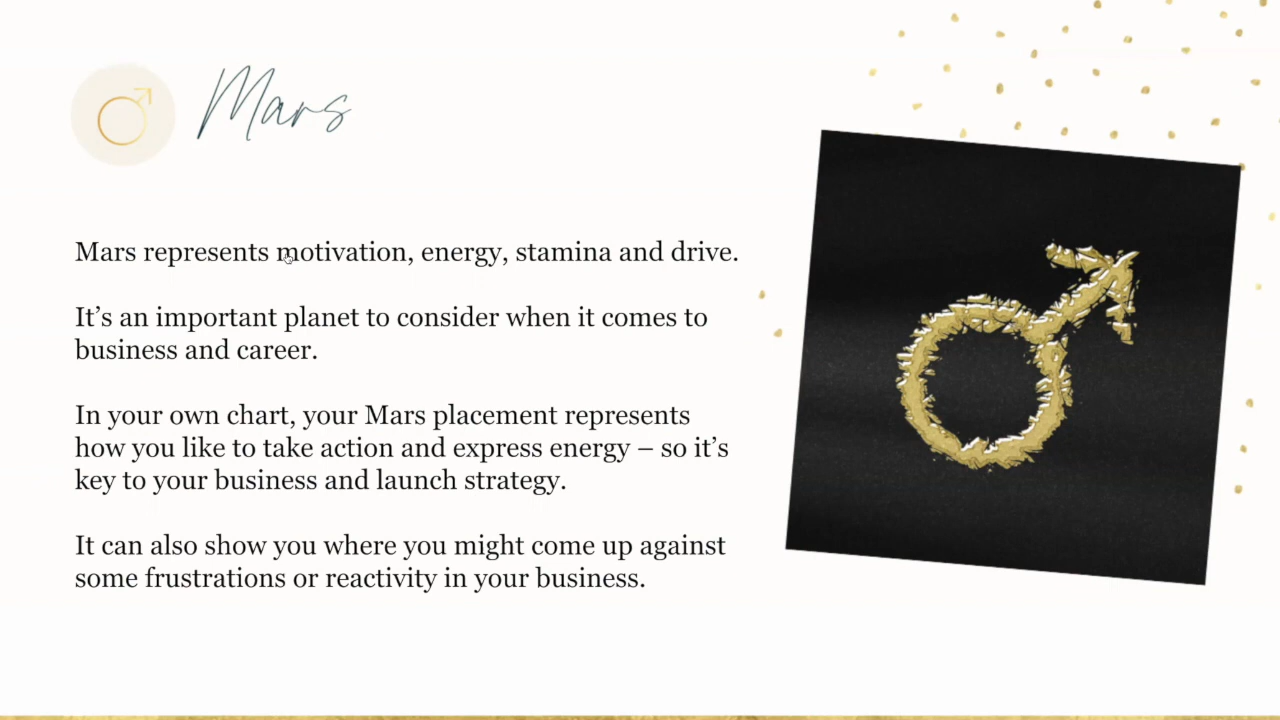 Mars
Mars represents motivation, energy, stamina and drive.
It’s an important planet to consider when it comes to
business and career.
In your own chart, your Mars placement represents
how you like to take action and express energy – so it’s
key to your business and launch strategy.
It can also show you where you might come up against
some frustrations or reactivity in your business.